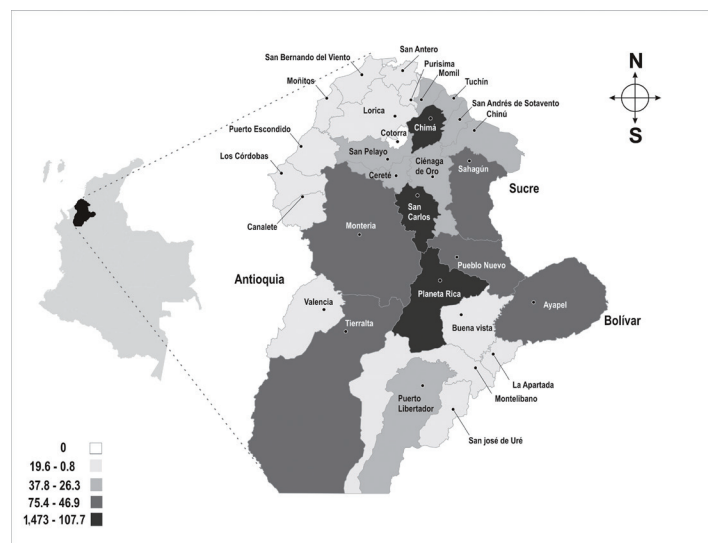 San Antero
San Bernando del Viento
Purisima
Momil
Moñitos
Tuchín
San Andrés de Sotavento
Chinú
Lorica
Chimá
Cotorra
Puerto Escondido
San Pelayo
Ciénaga
de Oro
Sahagún
Los Córdobas
Cereté
Sucre
San
Carlos
Canalete
Monteria
Pueblo Nuevo
Antioquia
Planeta Rica
Valencia
Ayapel
Tierralta
Buena vista
Bolívar
La Apartada
Montelibano
Puerto
Libertador
San josé de Uré
N
S
0
19.6 - 0.8
37.8 - 26.3
75.4 - 46.9
1,473 - 107.7